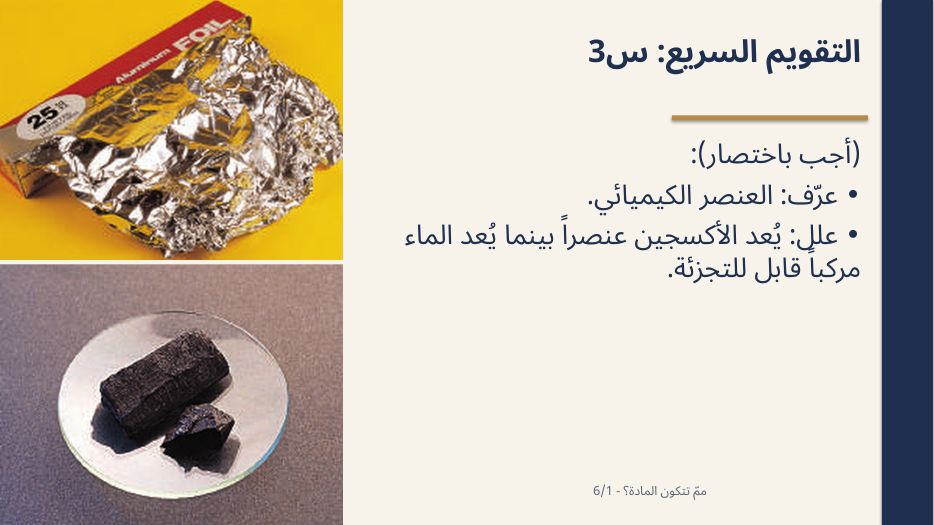 التقويم السريع: س3
(أجب باختصار):
• عرّف: العنصر الكيميائي.
• علل: يُعد الأكسجين عنصراً بينما يُعد الماء
مركباً قابل للتجزئة.
Aluminum FOIL
25
ممّ تتكون المادة؟ - 6/1